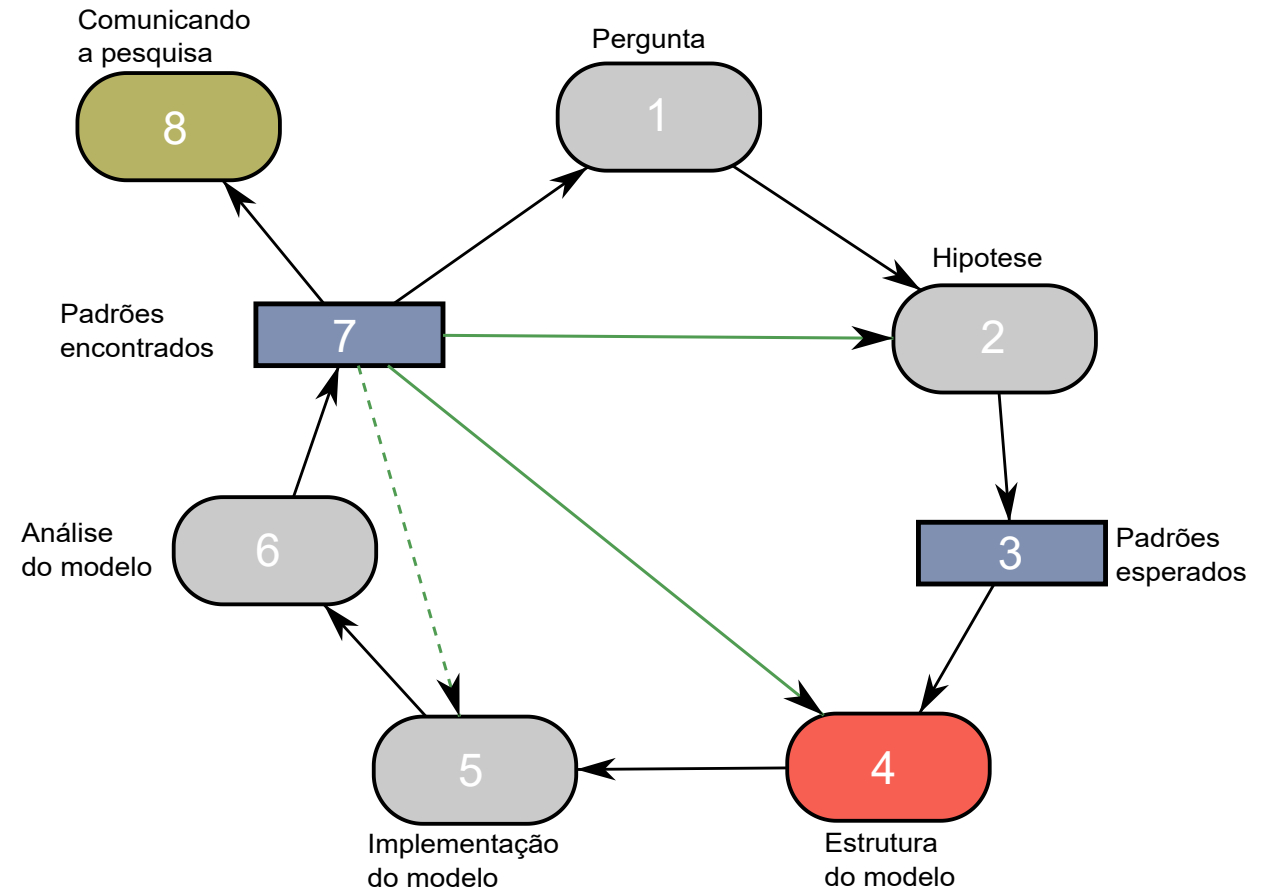 Comunicando
a pesquisa
8
Pergunta
1
Hipotese
2
Padrões
encontrados
7
Padrões
esperados
3
Análise
do modelo
6
5
Implementação
do modelo
4
Estrutura
do modelo